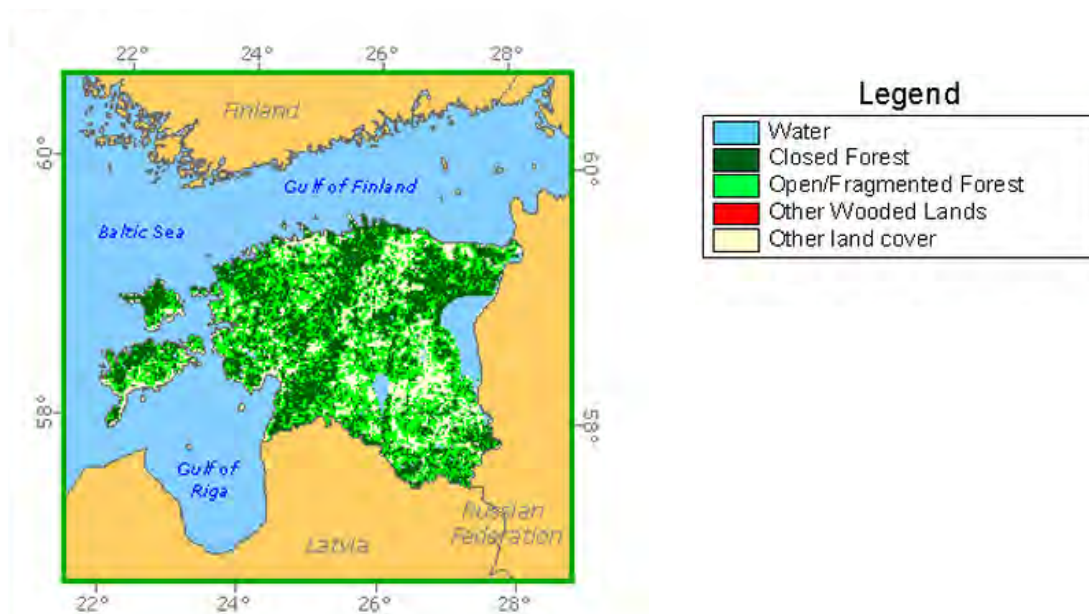 22° 24° 26° 28°
Finland
60°
60°
Gulf of Finland
Baltic Sea
58°
58°
Gulf of
Riga
Russian
Federation
Latvia
22° 24° 26° 28°
Legend
Water
Closed Forest
Open/Fragmented Forest
Other Wooded Lands
Other land cover